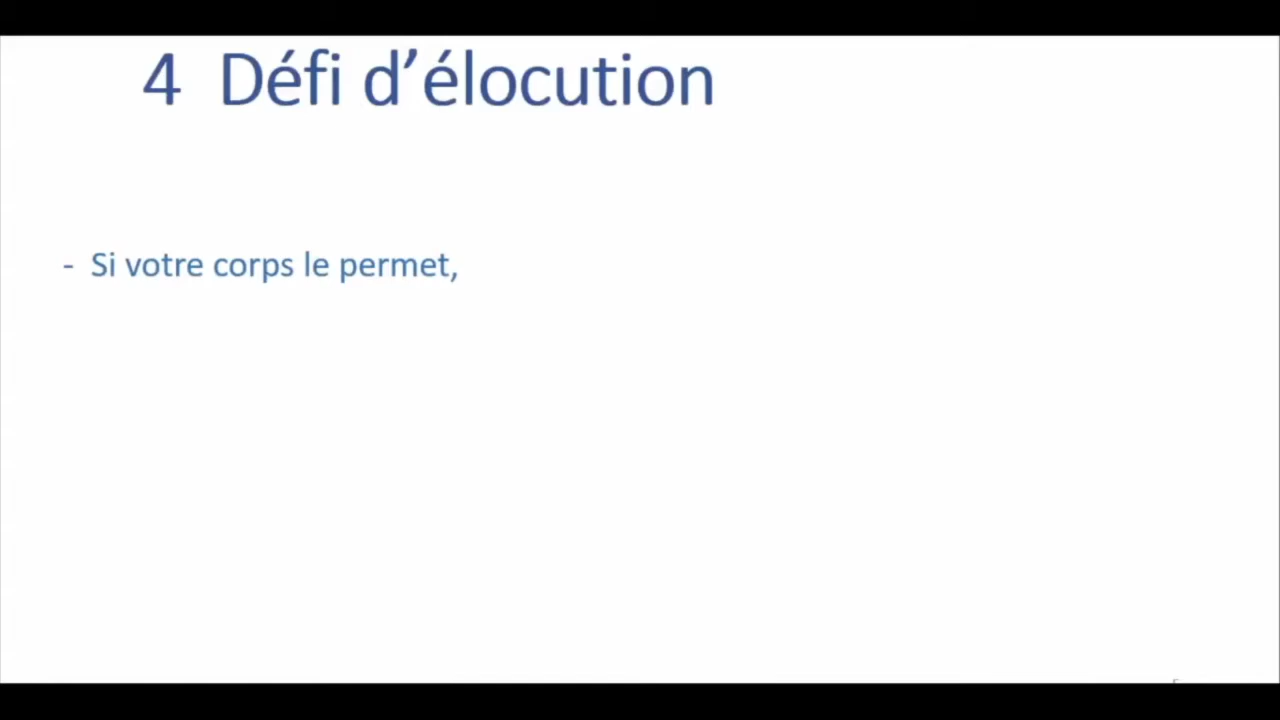 4 Défi d’élocution
- Si votre corps le permet,